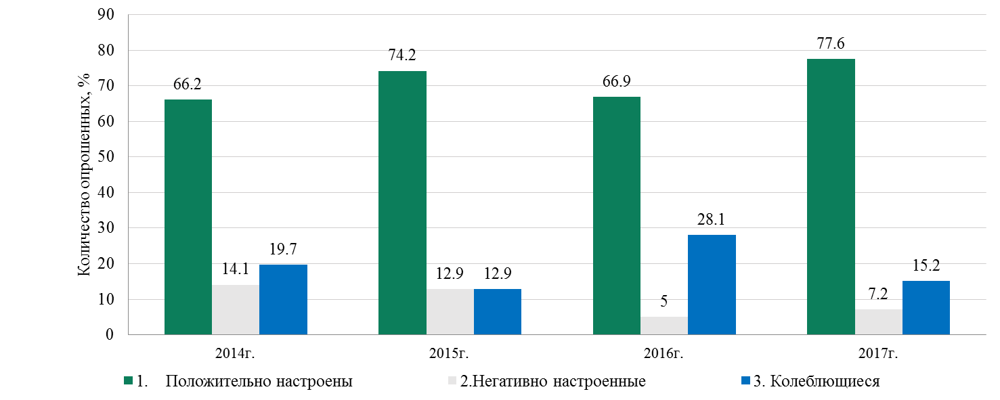 Количество опрошенных, %
90
80
70
60
50
40
30
20
10
0
66.2
14.1
19.7
74.2
12.9
12.9
66.9
5
28.1
77.6
7.2
15.2
2014г.
2015г.
2016г.
2017г.
1. Положительно настроены
2.Негативно настроенные
3. Колеблющиеся